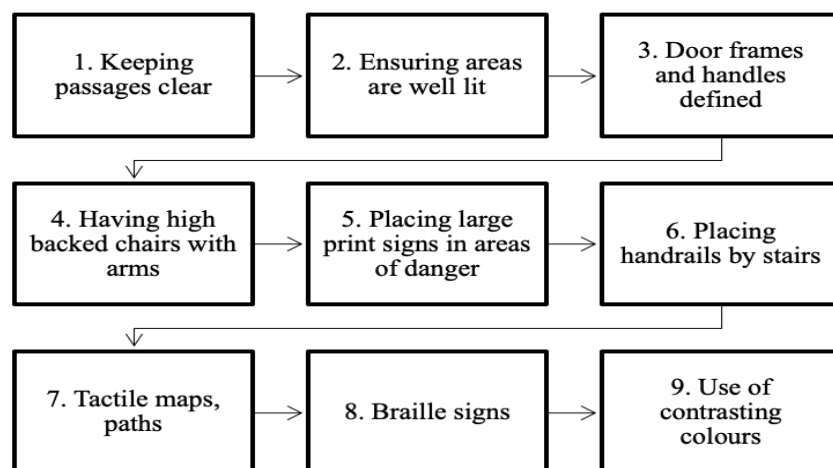 1. Keeping
passages clear
2. Ensuring areas
are well lit
3. Door frames
and handles
defined
4. Having high
backed chairs with
arms
5. Placing large
print signs in areas
of danger
6. Placing
handrails by stairs
7. Tactile maps,
paths
8. Braille signs
9. Use of
contrasting
colours